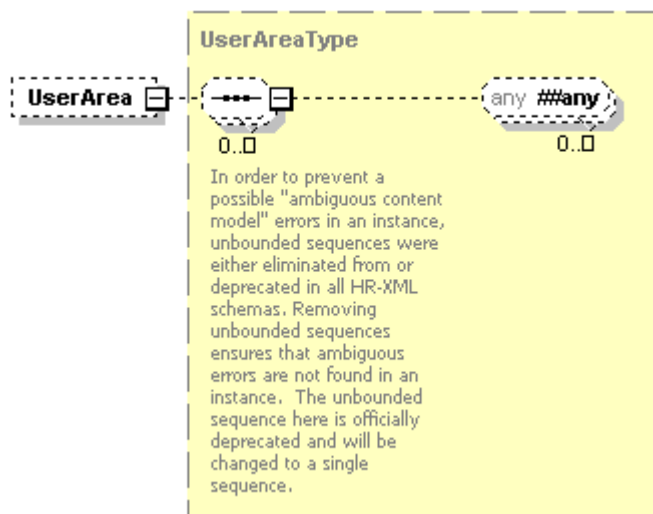 UserAreaType
UserArea
any ##any
0..□
0..□
In order to prevent a
possible "ambiguous content
model" errors in an instance,
unbounded sequences were
either eliminated from or
deprecated in all HR-XML
schemas. Removing
unbounded sequences
ensures that ambiguous
errors are not found in an
instance.  The unbounded
sequence here is officially
deprecated and will be
changed to a single
sequence.